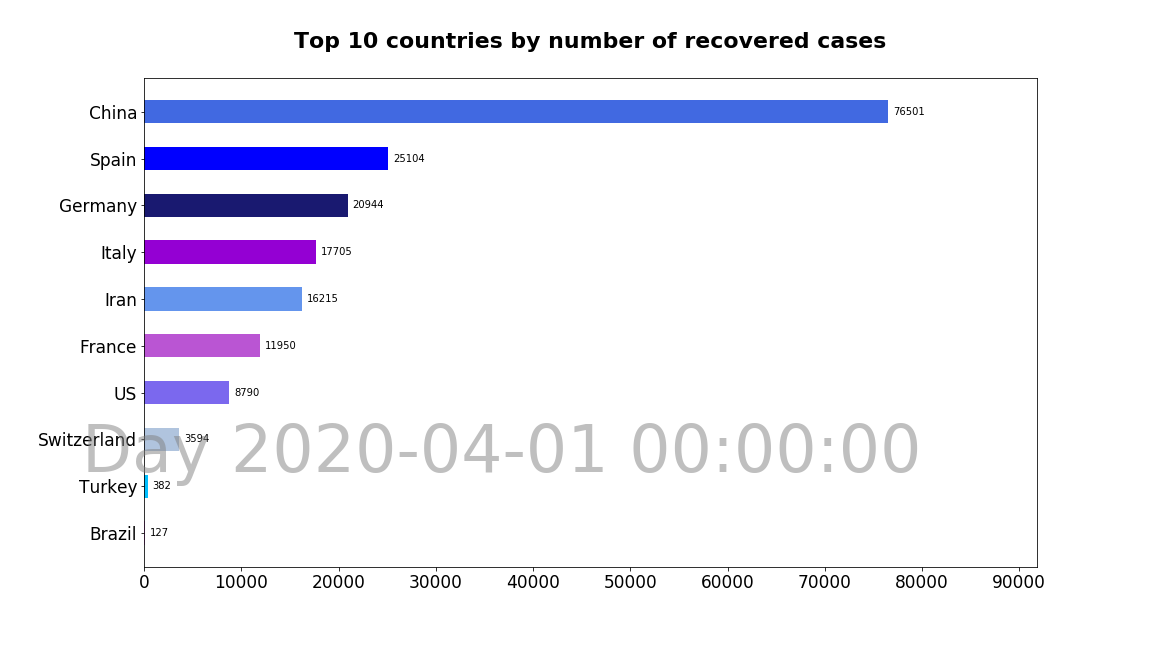 Top 10 countries by number of recovered cases
China 76501
Spain 25104
Germany 20944
Italy 17705
Iran 16215
France 11950
US 8790
Switzerland 3594
Day 2020-04-01 00:00:00
Turkey 382
Brazil 127
0 10000 20000 30000 40000 50000 60000 70000 80000 90000